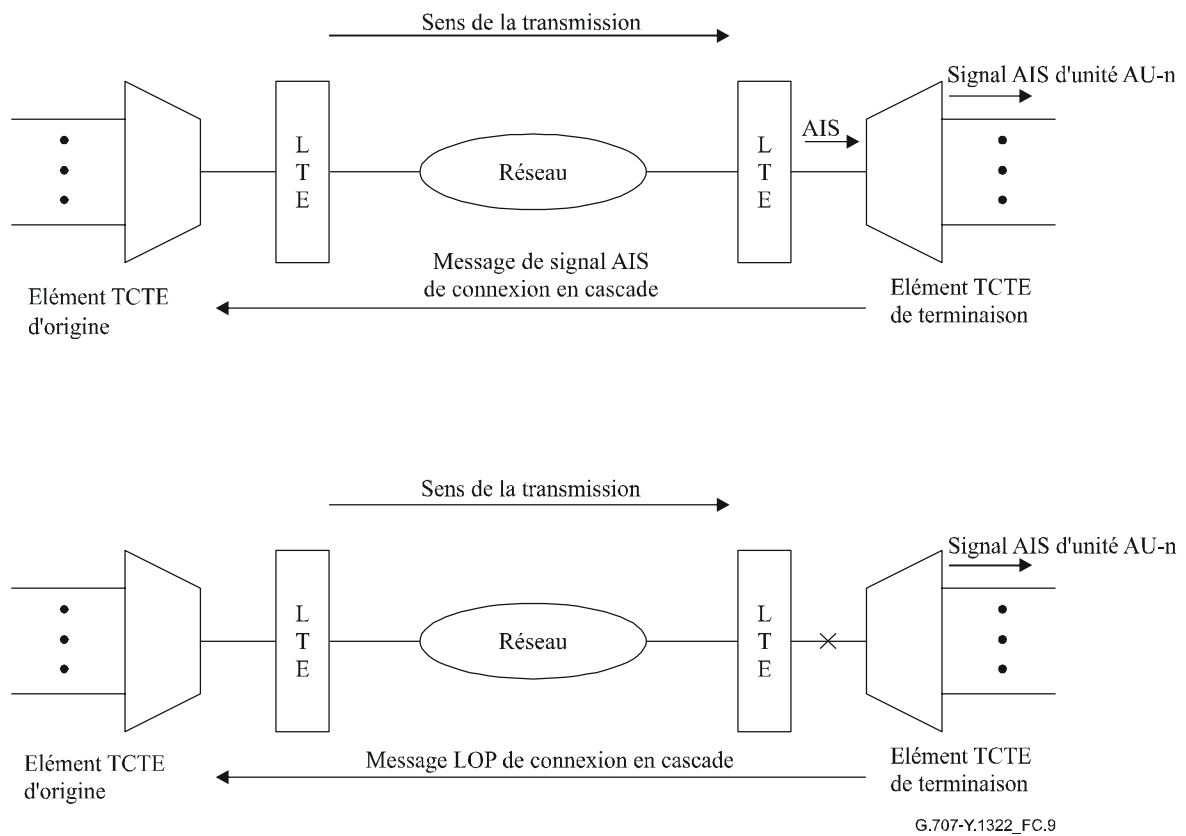 Sens de la transmission
Signal AIS d'unité AU-n
AIS
L
T
E
Réseau
L
T
E
Message de signal AIS
de connexion en cascade
Elément TCTE
d'origine
Elément TCTE
de terminaison
Sens de la transmission
Signal AIS d'unité AU-n
L
T
E
Réseau
L
T
E
Message LOP de connexion en cascade
Elément TCTE
d'origine
Elément TCTE
de terminaison
G.707-Y.1322_FC.9